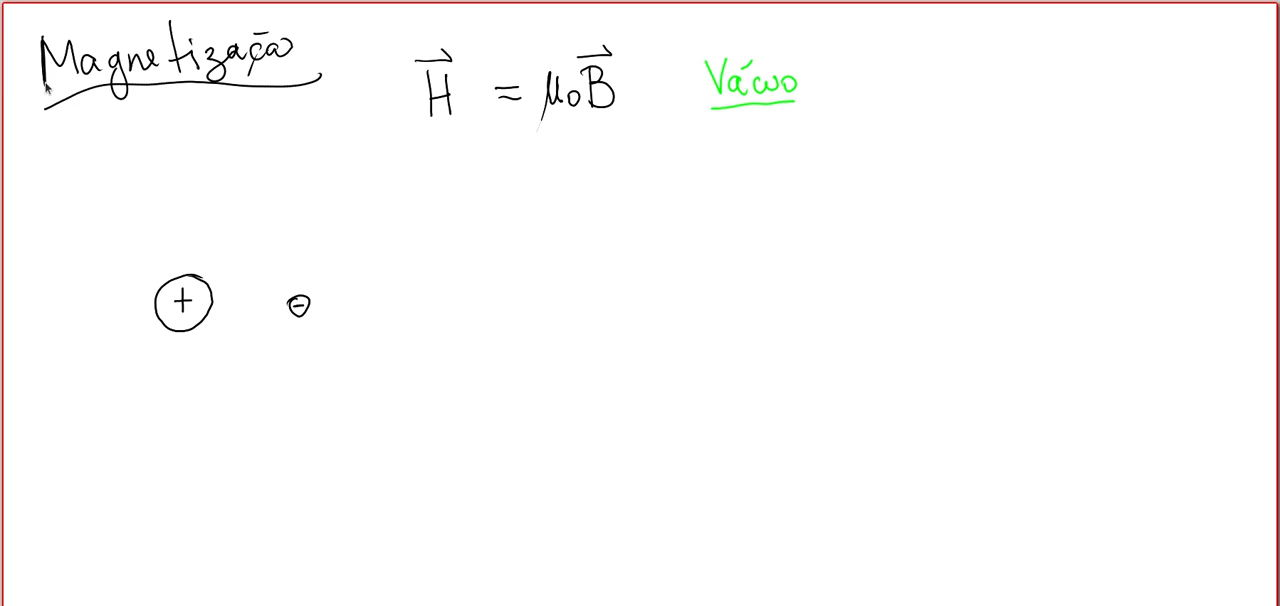 Magnetização
H⃗ = μ₀B⃗ Vácuo
+ -